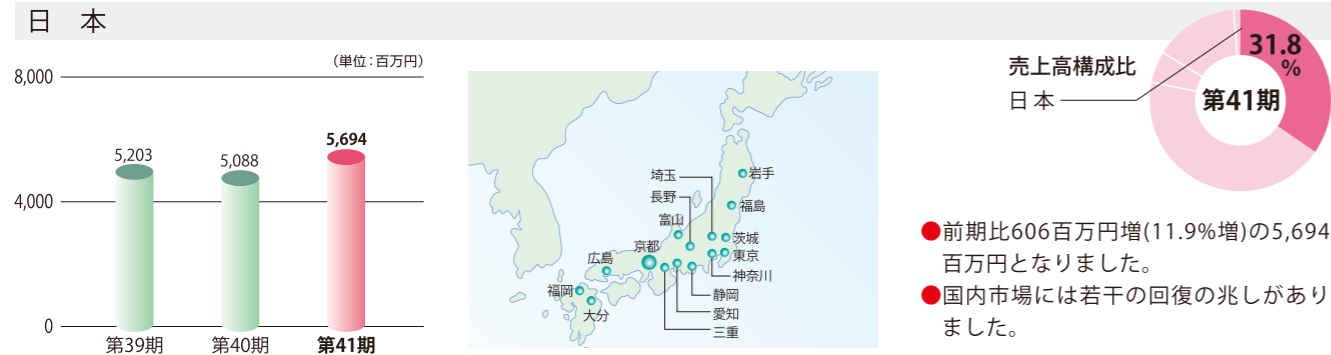 日 本
（単位：百万円）
8,000
4,000
0
5,203
5,088
5,694
第39期
第40期
第41期
埼玉
長野
富山
京都
広島
福岡
大分
岩手
福島
茨城
東京
神奈川
静岡
愛知
三重
売上高構成比
日 本
31.8
%
第41期
●前期比606百万円増(11.9%増)の5,694
百万円となりました。
●国内市場には若干の回復の兆しがあり
ました。